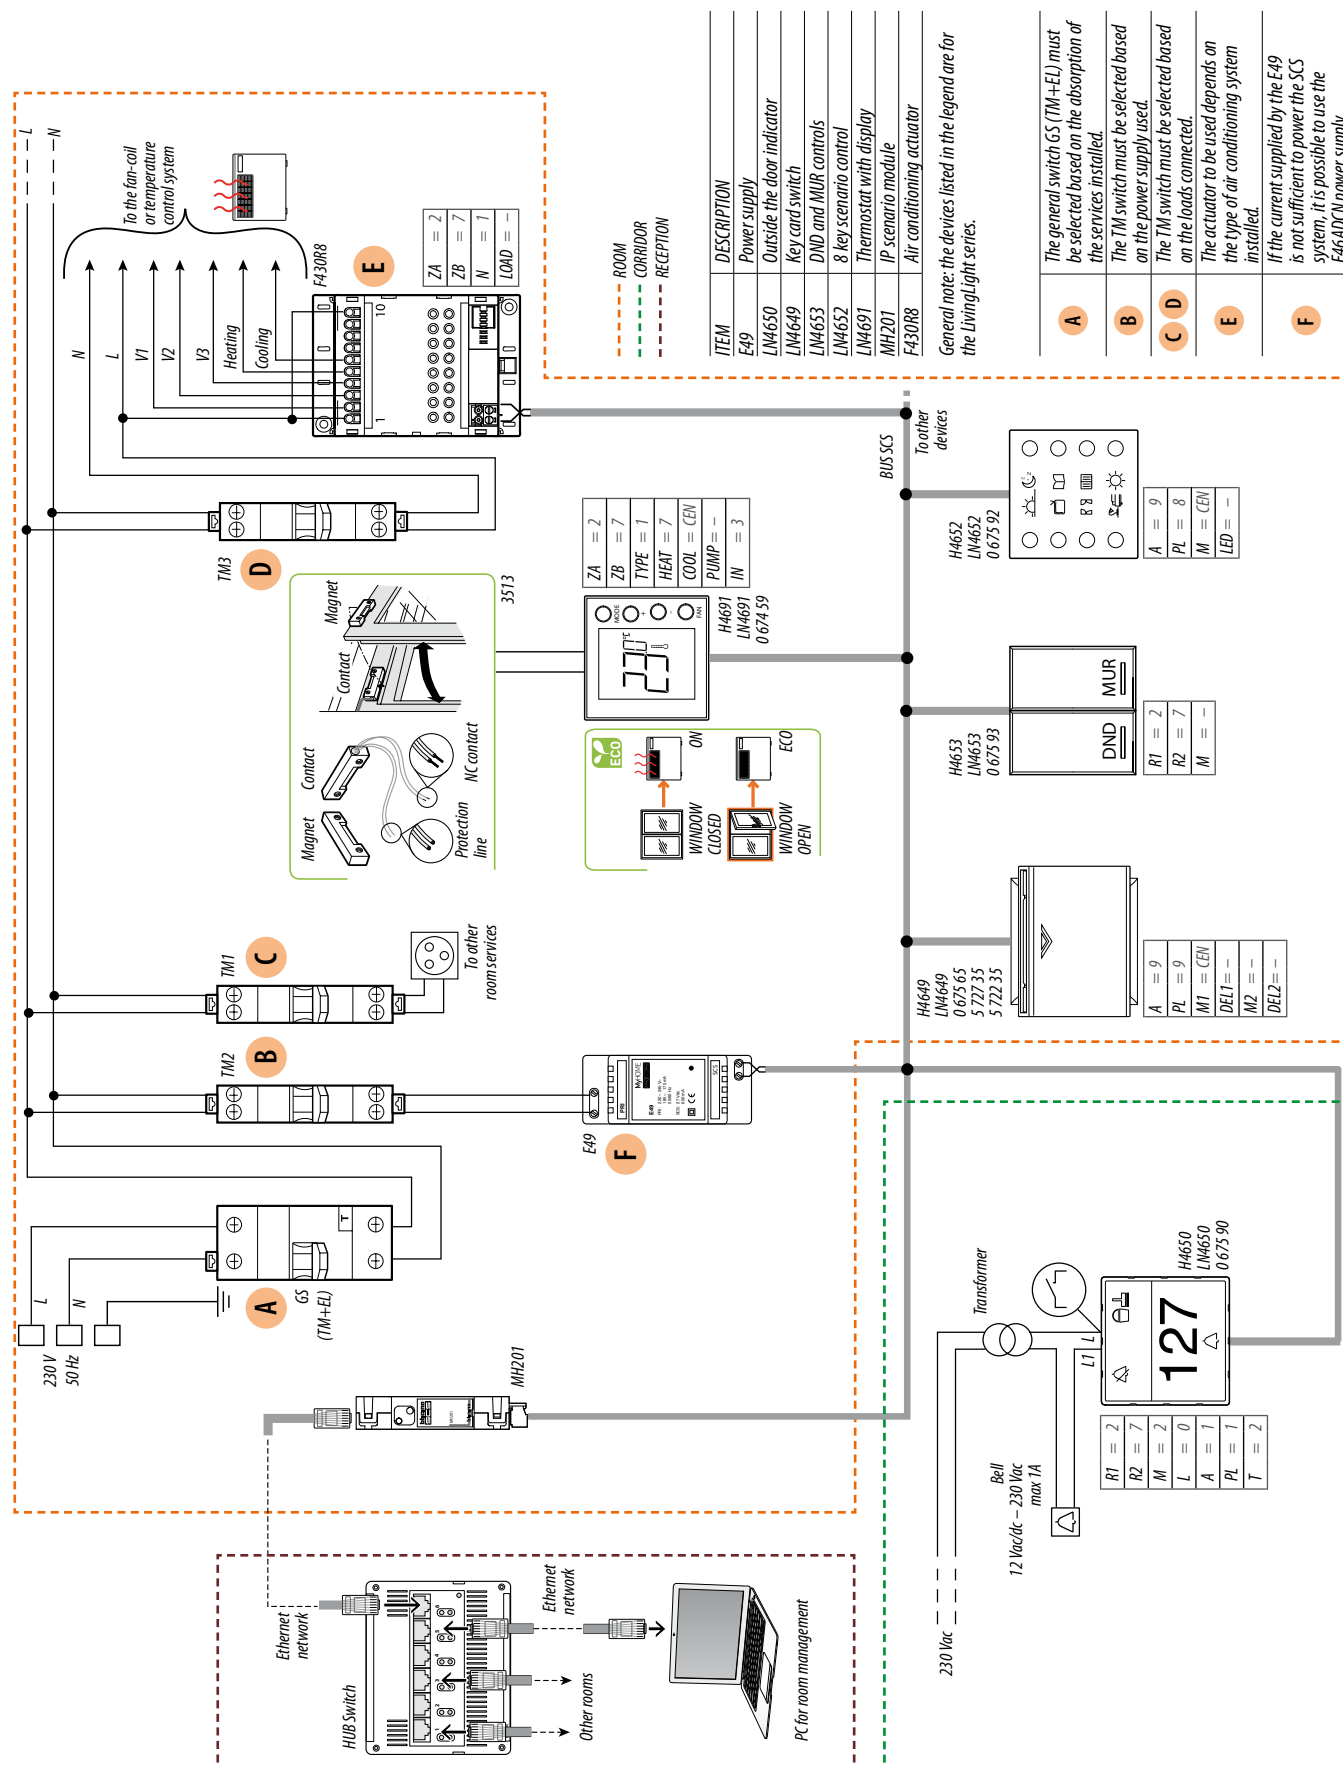 230 V
50 Hz
L
N
GS
(TM+EL)
A
TM2
B
TM1
C
To other
room services
TM3
D
L
N
To the fan-coil
or temperature
control system
N
L
V1
V2
V3
Heating
Cooling
F430R8
1
10
E
ZA = 2
ZB = 7
N = 1
LOAD = –
Magnet
Contact
Protection
line
NC contact
Contact
Magnet
3513
ECO
WINDOW
CLOSED
ON
WINDOW
OPEN
ECO
23.0°C
MODE
+
-
FAN
H4691
LN4691
0 674 59
ZA = 2
ZB = 7
TYPE = 1
HEAT = 7
COOL = CEN
PUMP = –
IN = 3
E49
F
PRI
MyHOME
E49
SCS
MH201
Ethernet
network
HUB Switch
Ethernet
network
Other rooms
PC for room management
BUS SCS
To other
devices
H4649
LN4649
0 675 65
5 727 35
5 722 35
A = 9
PL = 9
M1 = CEN
DEL1 = –
M2 = –
DEL2 = –
H4653
LN4653
0 675 93
DND
MUR
R1 = 2
R2 = 7
M = –
H4652
LN4652
0 675 92
A = 9
PL = 8
M = CEN
LED = –
230 Vac
Transformer
L1
L
Bell
12 Vac/dc – 230 Vac
max 1A
127
H4650
LN4650
0 675 90
R1 = 2
R2 = 7
M = 2
L = 0
A = 1
PL = 1
T = 2
ROOM
CORRIDOR
RECEPTION
ITEM DESCRIPTION
E49 Power supply
LN4650 Outside the door indicator
LN4649 Key card switch
LN4653 DND and MUR controls
LN4652 8 key scenario control
LN4691 Thermostat with display
MH201 IP scenario module
F430R8 Air conditioning actuator
General note: the devices listed in the legend are for
the LivingLight series.
A The general switch GS (TM+EL) must
be selected based on the absorption of
the services installed.
B The TM switch must be selected based
on the power supply used.
C D The TM switch must be selected based
on the loads connected.
E The actuator to be used depends on
the type of air conditioning system
installed.
F If the current supplied by the E49
is not sufficient to power the SCS
system, it is possible to use the
E46ADCN power supply